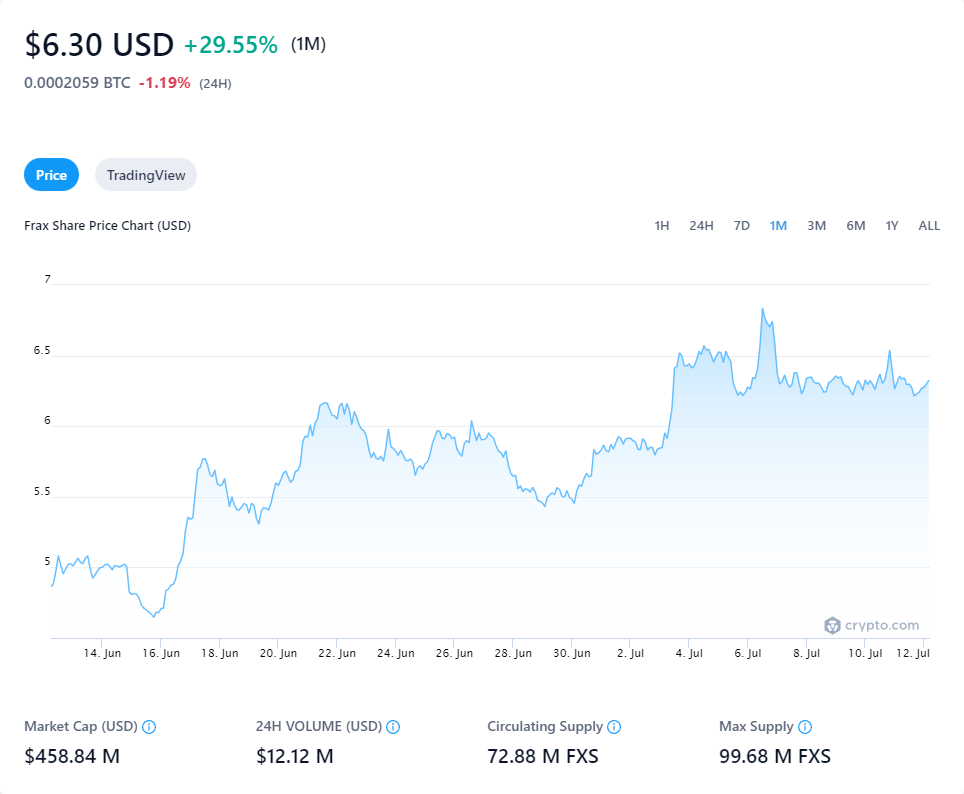 $6.30 USD +29.55% (1M)
0.0002059 BTC -1.19% (24H)
Price TradingView
Frax Share Price Chart (USD) 1H 24H 7D 1M 3M 6M 1Y ALL
7
6.5
6
5.5
5
crypto.com
14. Jun 16. Jun 18. Jun 20. Jun 22. Jun 24. Jun 26. Jun 28. Jun 30. Jun 2. Jul 4. Jul 6. Jul 8. Jul 10. Jul 12. Jul
Market Cap (USD) 24H VOLUME (USD) Circulating Supply Max Supply
$458.84 M $12.12 M 72.88 M FXS 99.68 M FXS